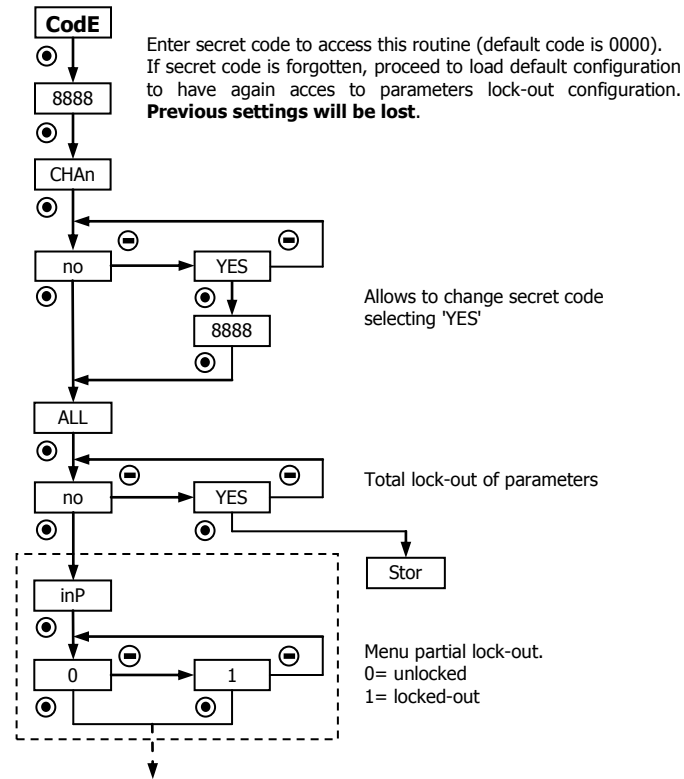 CodE
Enter secret code to access this routine (default code is 0000).
If secret code is forgotten, proceed to load default configuration
to have again acces to parameters lock-out configuration.
Previous settings will be lost.
8888
CHAn
no
YES
Allows to change secret code
selecting 'YES'
8888
ALL
no
YES
Total lock-out of parameters
Stor
inP
Menu partial lock-out.
0= unlocked
1= locked-out
0
1